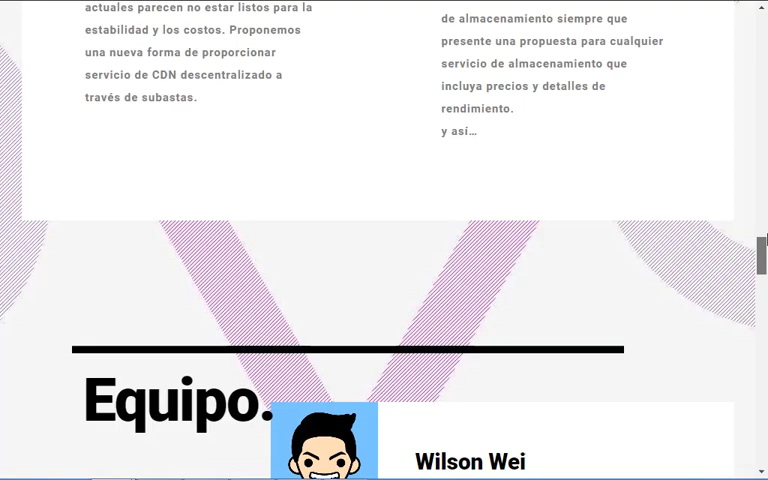 actuales parecen no estar listos para la
estabilidad y los costos. Proponemos
una nueva forma de proporcionar
servicio de CDN descentralizado a
través de subastas.
de almacenamiento siempre que
presente una propuesta para cualquier
servicio de almacenamiento que
incluya precios y detalles de
rendimiento.
y así...
Equipo.
Wilson Wei